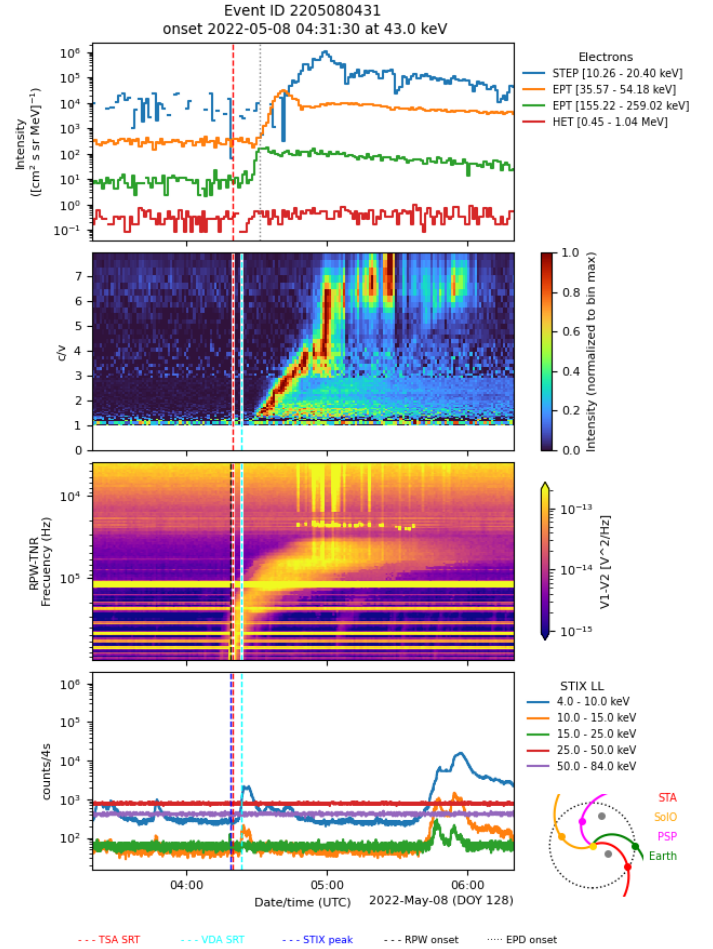 Event ID 2205080431
onset 2022-05-08 04:31:30 at 43.0 keV
10⁶
10⁵
10⁴
10³
10²
10¹
10⁰
10⁻¹
Intensity
([cm² s sr MeV]⁻¹)
Electrons
STEP [10.26 - 20.40 keV]
EPT [35.57 - 54.18 keV]
EPT [155.22 - 259.02 keV]
HET [0.45 - 1.04 MeV]
7
6
5
4
3
2
1
0
c/v
1.0
0.8
0.6
0.4
0.2
0.0
Intensity (normalized to bin max)
10⁴
10⁵
RPW-TNR
Frecuency (Hz)
10⁻¹³
10⁻¹⁴
10⁻¹⁵
V1-V2 [V^2/Hz]
10⁶
10⁵
10⁴
10³
10²
counts/4s
STIX LL
4.0 - 10.0 keV
10.0 - 15.0 keV
15.0 - 25.0 keV
25.0 - 50.0 keV
50.0 - 84.0 keV
STA
SolO
PSP
Earth
04:00
05:00
06:00
Date/time (UTC)
2022-May-08 (DOY 128)
--- TSA SRT
--- VDA SRT
--- STIX peak
--- RPW onset
····· EPD onset